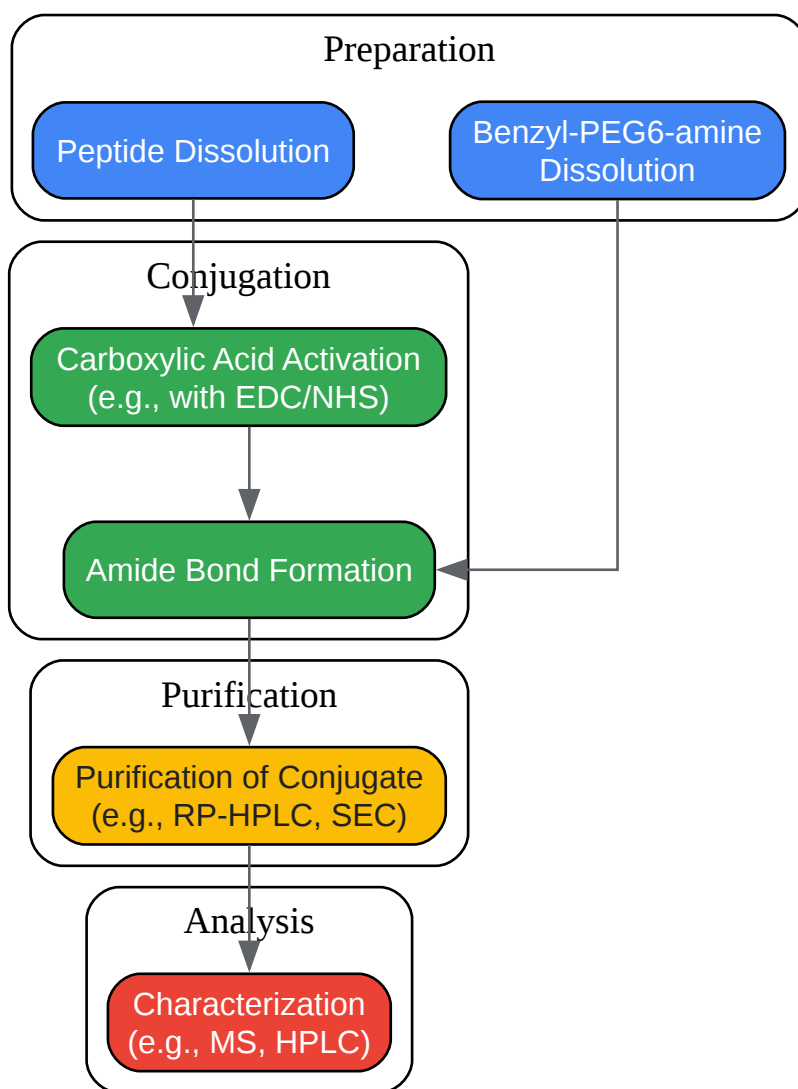 Preparation
Peptide Dissolution
Benzyl-PEG6-amine
Dissolution
Conjugation
Carboxylic Acid Activation
(e.g., with EDC/NHS)
Amide Bond Formation
Purification
Purification of Conjugate
(e.g., RP-HPLC, SEC)
Analysis
Characterization
(e.g., MS, HPLC)